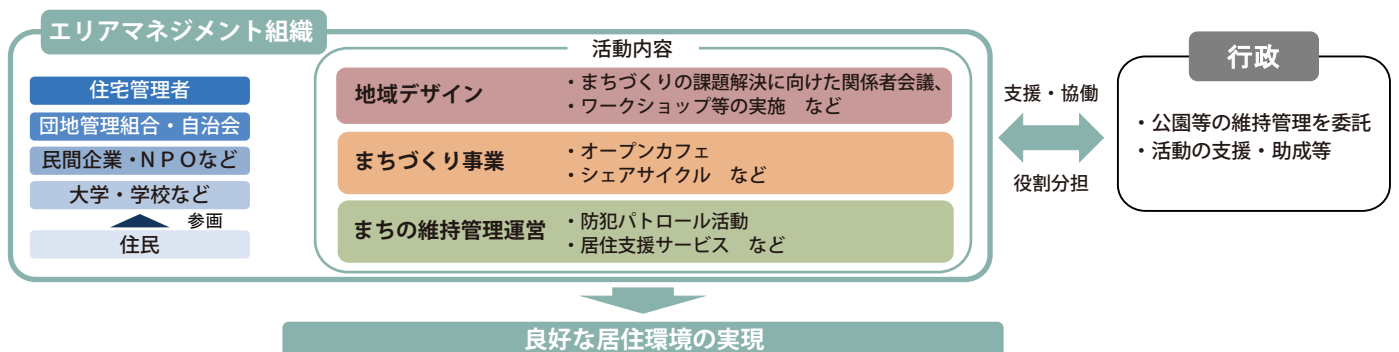 エリアマネジメント組織
住宅管理者
団地管理組合・自治会
民間企業・NPOなど
大学・学校など
参画
住民
活動内容
地域デザイン
・まちづくりの課題解決に向けた関係者会議、
・ワークショップ等の実施　など
まちづくり事業
・オープンカフェ
・シェアサイクル　など
まちの維持管理運営
・防犯パトロール活動
・居住支援サービス　など
支援・協働
役割分担
行政
・公園等の維持管理を委託
・活動の支援・助成等
良好な居住環境の実現